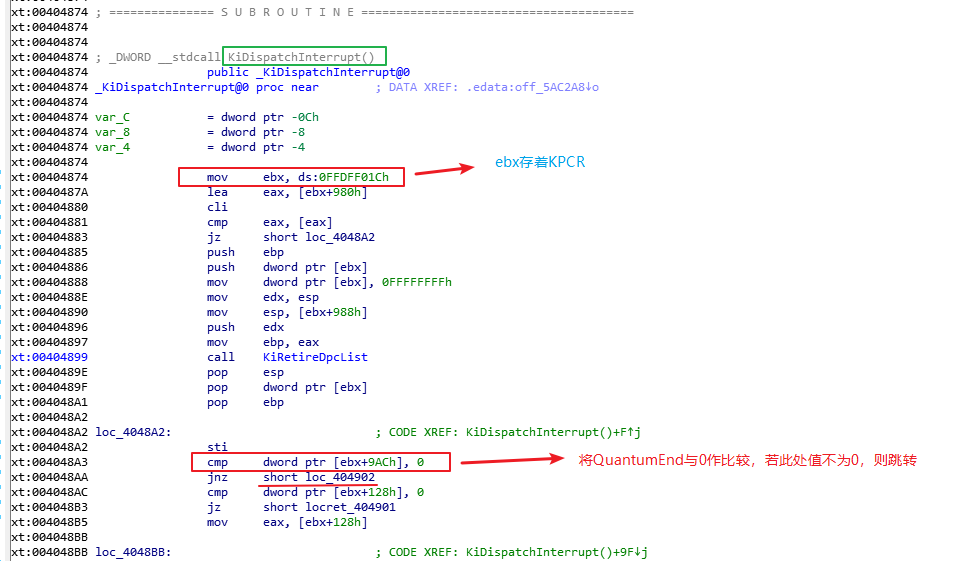 xt:00404874
xt:00404874 ; =============== S U B R O U T I N E =======================================
xt:00404874
xt:00404874
xt:00404874 ; _DWORD __stdcall KiDispatchInterrupt()
xt:00404874 public _KiDispatchInterrupt@0
xt:00404874 _KiDispatchInterrupt@0 proc near ; DATA XREF: .edata:off_5AC2A8↓o
xt:00404874
xt:00404874 var_C = dword ptr -0Ch
xt:00404874 var_8 = dword ptr -8
xt:00404874 var_4 = dword ptr -4
xt:00404874
ebx存着KPCR
xt:00404874 mov ebx, ds:0FFDFF01Ch
xt:0040487A lea eax, [ebx+980h]
xt:00404880 cli
xt:00404881 cmp eax, [eax]
xt:00404883 jz short loc_4048A2
xt:00404885 push ebp
xt:00404886 push dword ptr [ebx]
xt:00404888 mov dword ptr [ebx], 0FFFFFFFFh
xt:0040488E mov edx, esp
xt:00404890 mov esp, [ebx+988h]
xt:00404896 push edx
xt:00404897 mov ebp, eax
xt:00404899 call KiRetireDpcList
xt:0040489E pop esp
xt:0040489F pop dword ptr [ebx]
xt:004048A1 pop ebp
xt:004048A2
xt:004048A2 loc_4048A2: ; CODE XREF: KiDispatchInterrupt()+F↑j
xt:004048A2 sti
xt:004048A3 cmp dword ptr [ebx+9ACh], 0
将QuantumEnd与0作比较，若此处值不为0，则跳转
xt:004048AA jnz short loc_404902
xt:004048AC cmp dword ptr [ebx+128h], 0
xt:004048B3 jz short locret_404901
xt:004048B5 mov eax, [ebx+128h]
xt:004048BB
xt:004048BB loc_4048BB: ; CODE XREF: KiDispatchInterrupt()+9F↓j